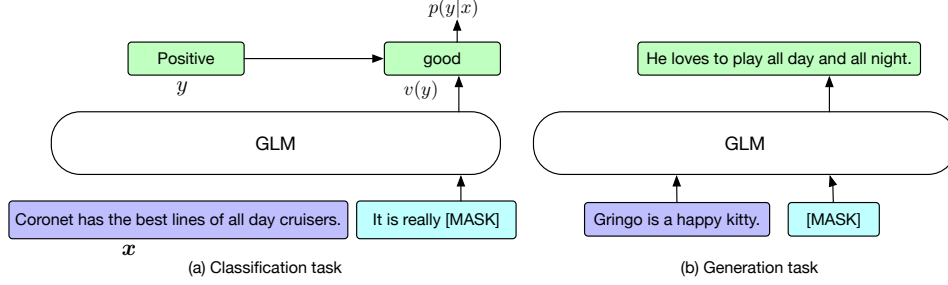 p(y|x)
Positive
good
y
v(y)
GLM
Coronet has the best lines of all day cruisers.
It is really [MASK]
x
(a) Classification task
He loves to play all day and all night.
GLM
Gringo is a happy kitty.
[MASK]
(b) Generation task